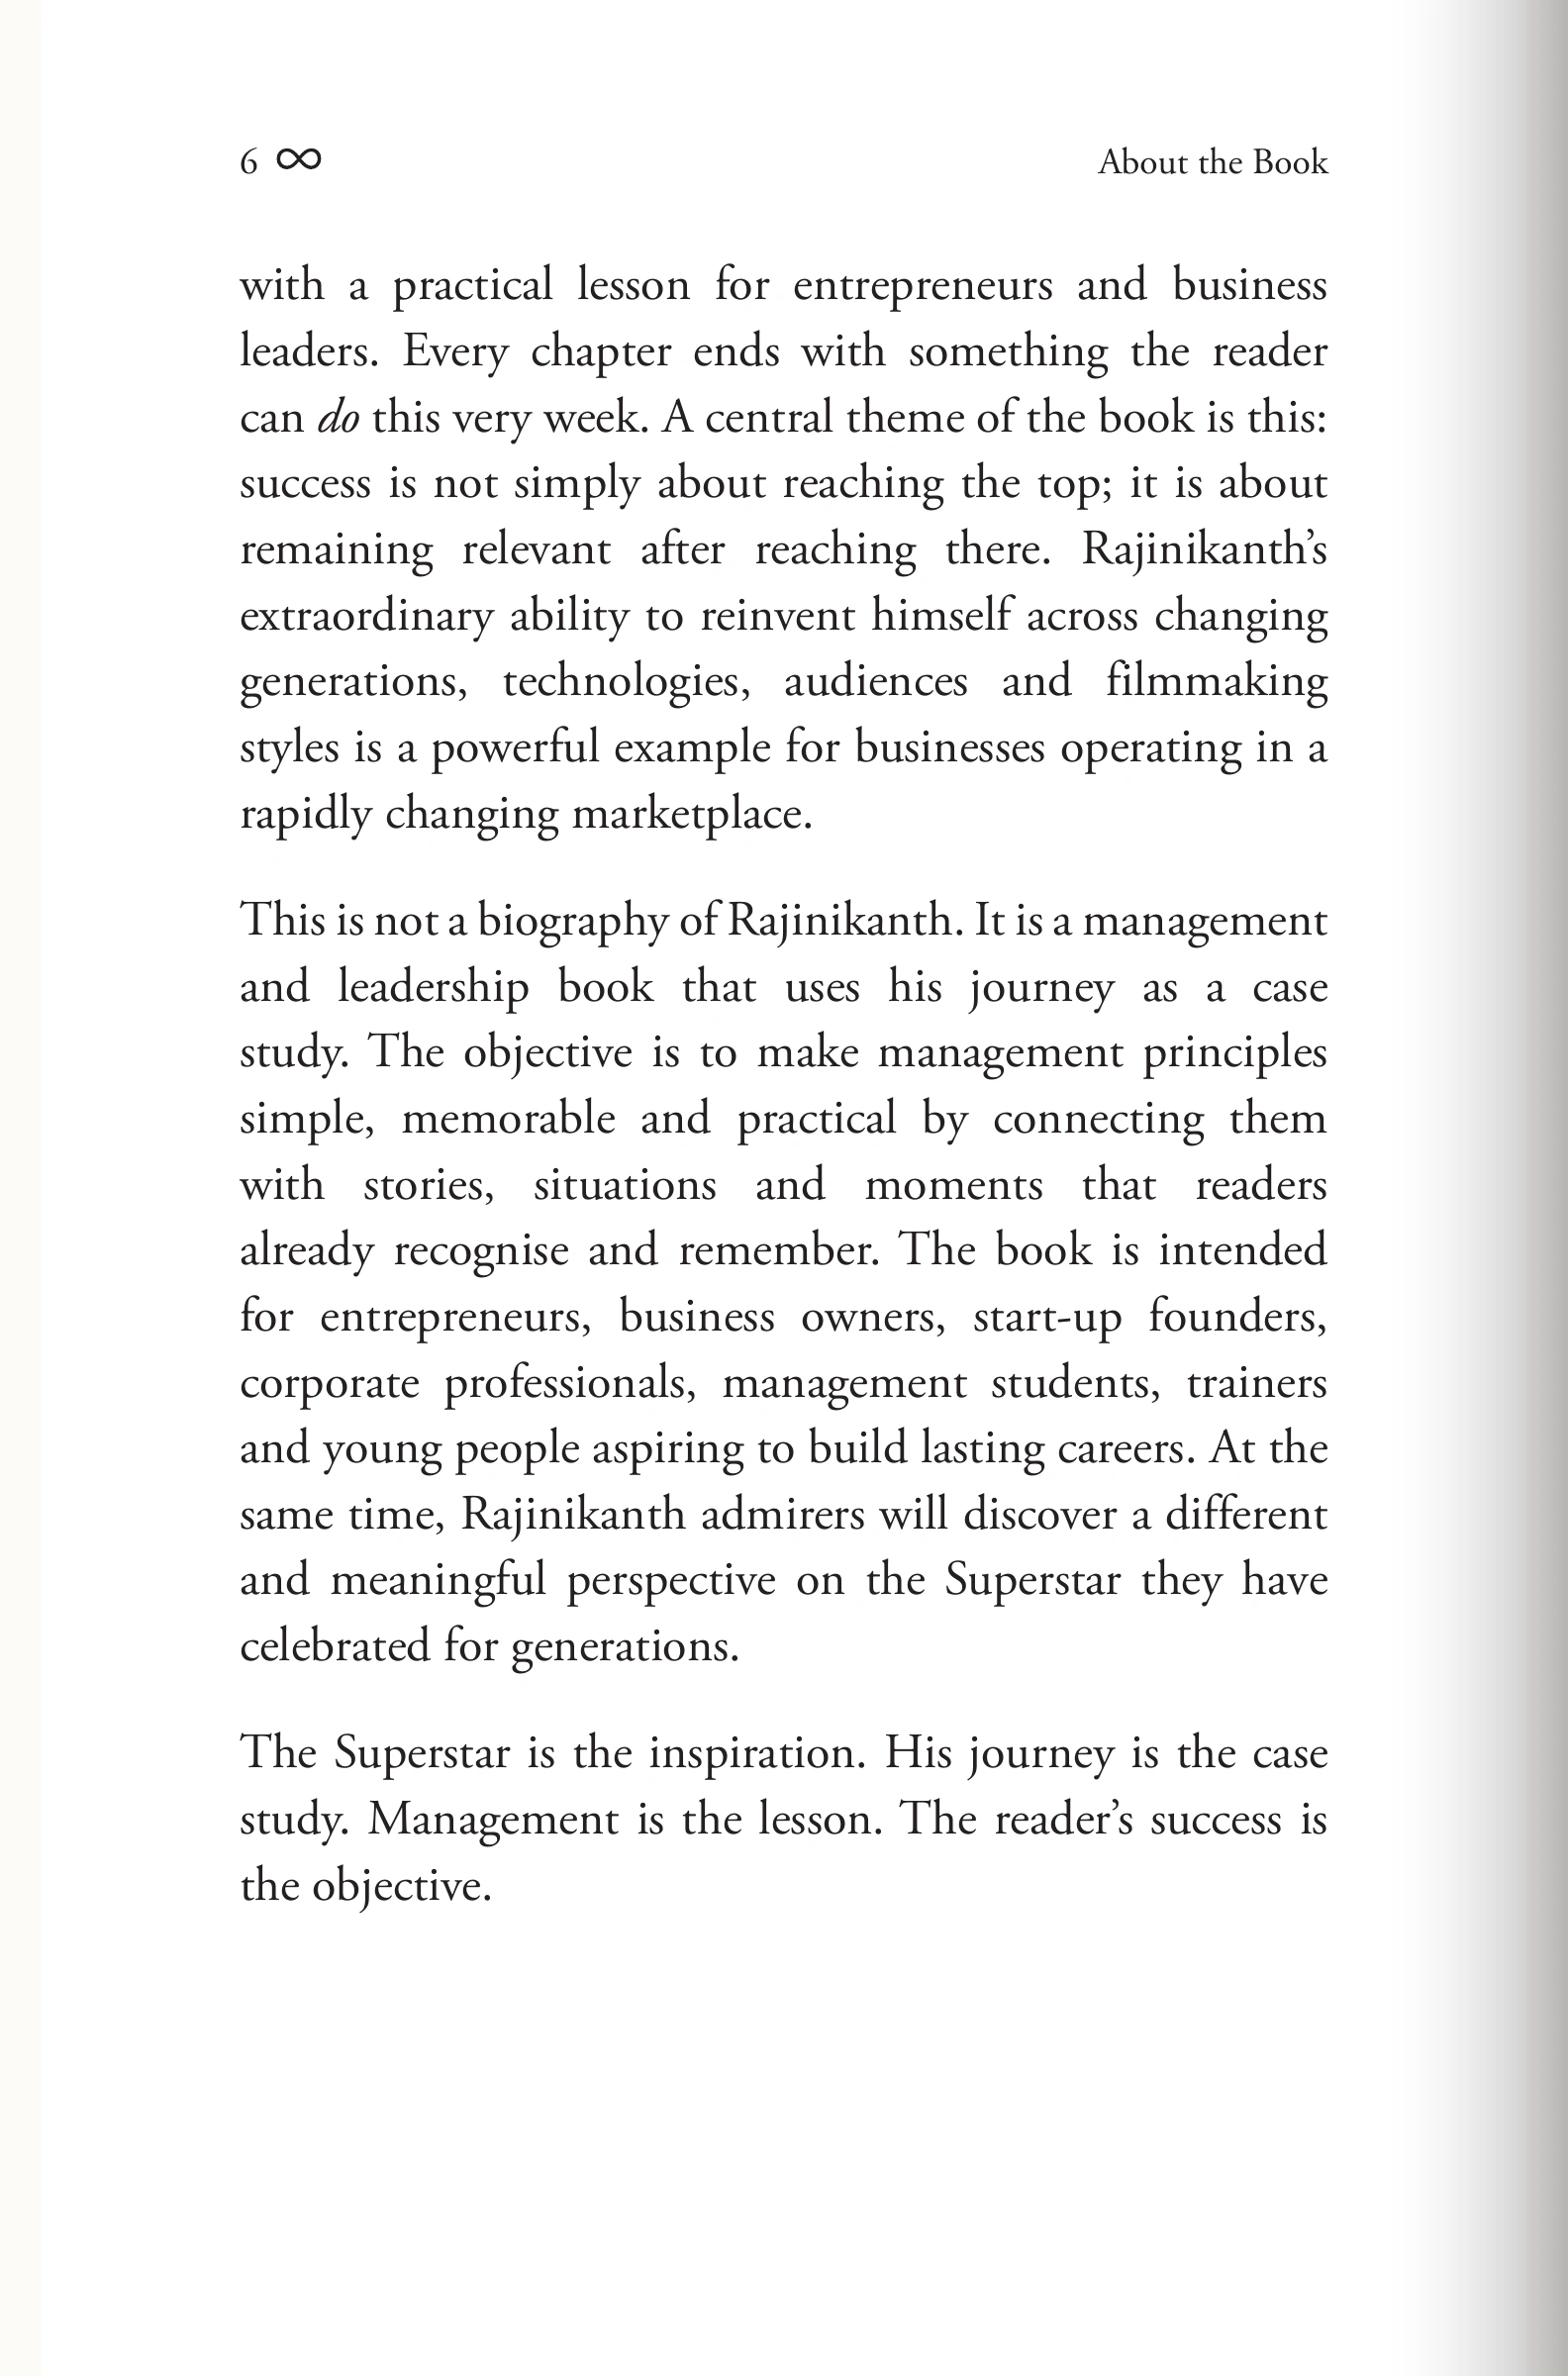 6 ∞ About the Book
with a practical lesson for entrepreneurs and business
leaders. Every chapter ends with something the reader
can do this very week. A central theme of the book is this:
success is not simply about reaching the top; it is about
remaining relevant after reaching there. Rajinikanth’s
extraordinary ability to reinvent himself across changing
generations, technologies, audiences and filmmaking
styles is a powerful example for businesses operating in a
rapidly changing marketplace.
This is not a biography of Rajinikanth. It is a management
and leadership book that uses his journey as a case
study. The objective is to make management principles
simple, memorable and practical by connecting them
with stories, situations and moments that readers
already recognise and remember. The book is intended
for entrepreneurs, business owners, start-up founders,
corporate professionals, management students, trainers
and young people aspiring to build lasting careers. At the
same time, Rajinikanth admirers will discover a different
and meaningful perspective on the Superstar they have
celebrated for generations.
The Superstar is the inspiration. His journey is the case
study. Management is the lesson. The reader’s success is
the objective.